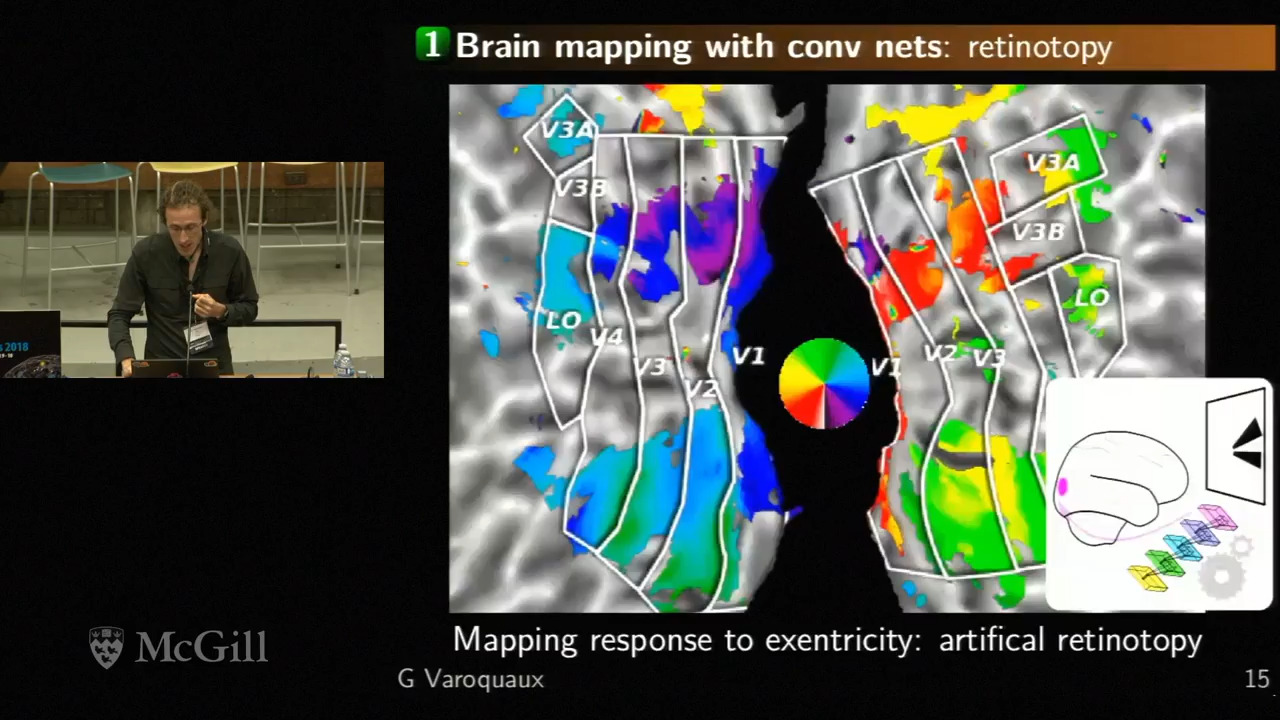 1 Brain mapping with conv nets: retinotopy
V3A
V3B
LO
V4
V3
V2
V1
V3A
V3B
LO
V1
V2
V3
s 2018
McGill
Mapping response to exentricity: artifical retinotopy
G Varoquaux
15